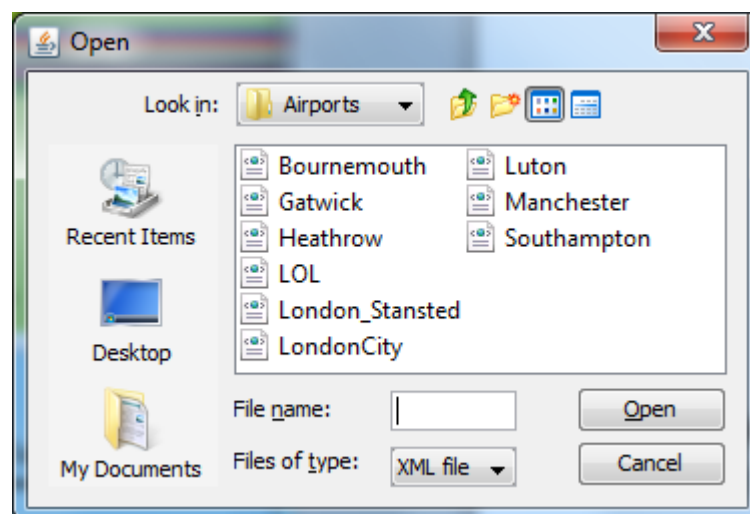 Open
Look in: Airports
Recent Items
Desktop
My Documents
Bournemouth
Gatwick
Heathrow
LOL
London_Stansted
LondonCity
Luton
Manchester
Southampton
File name:
Open
Files of type: XML file
Cancel